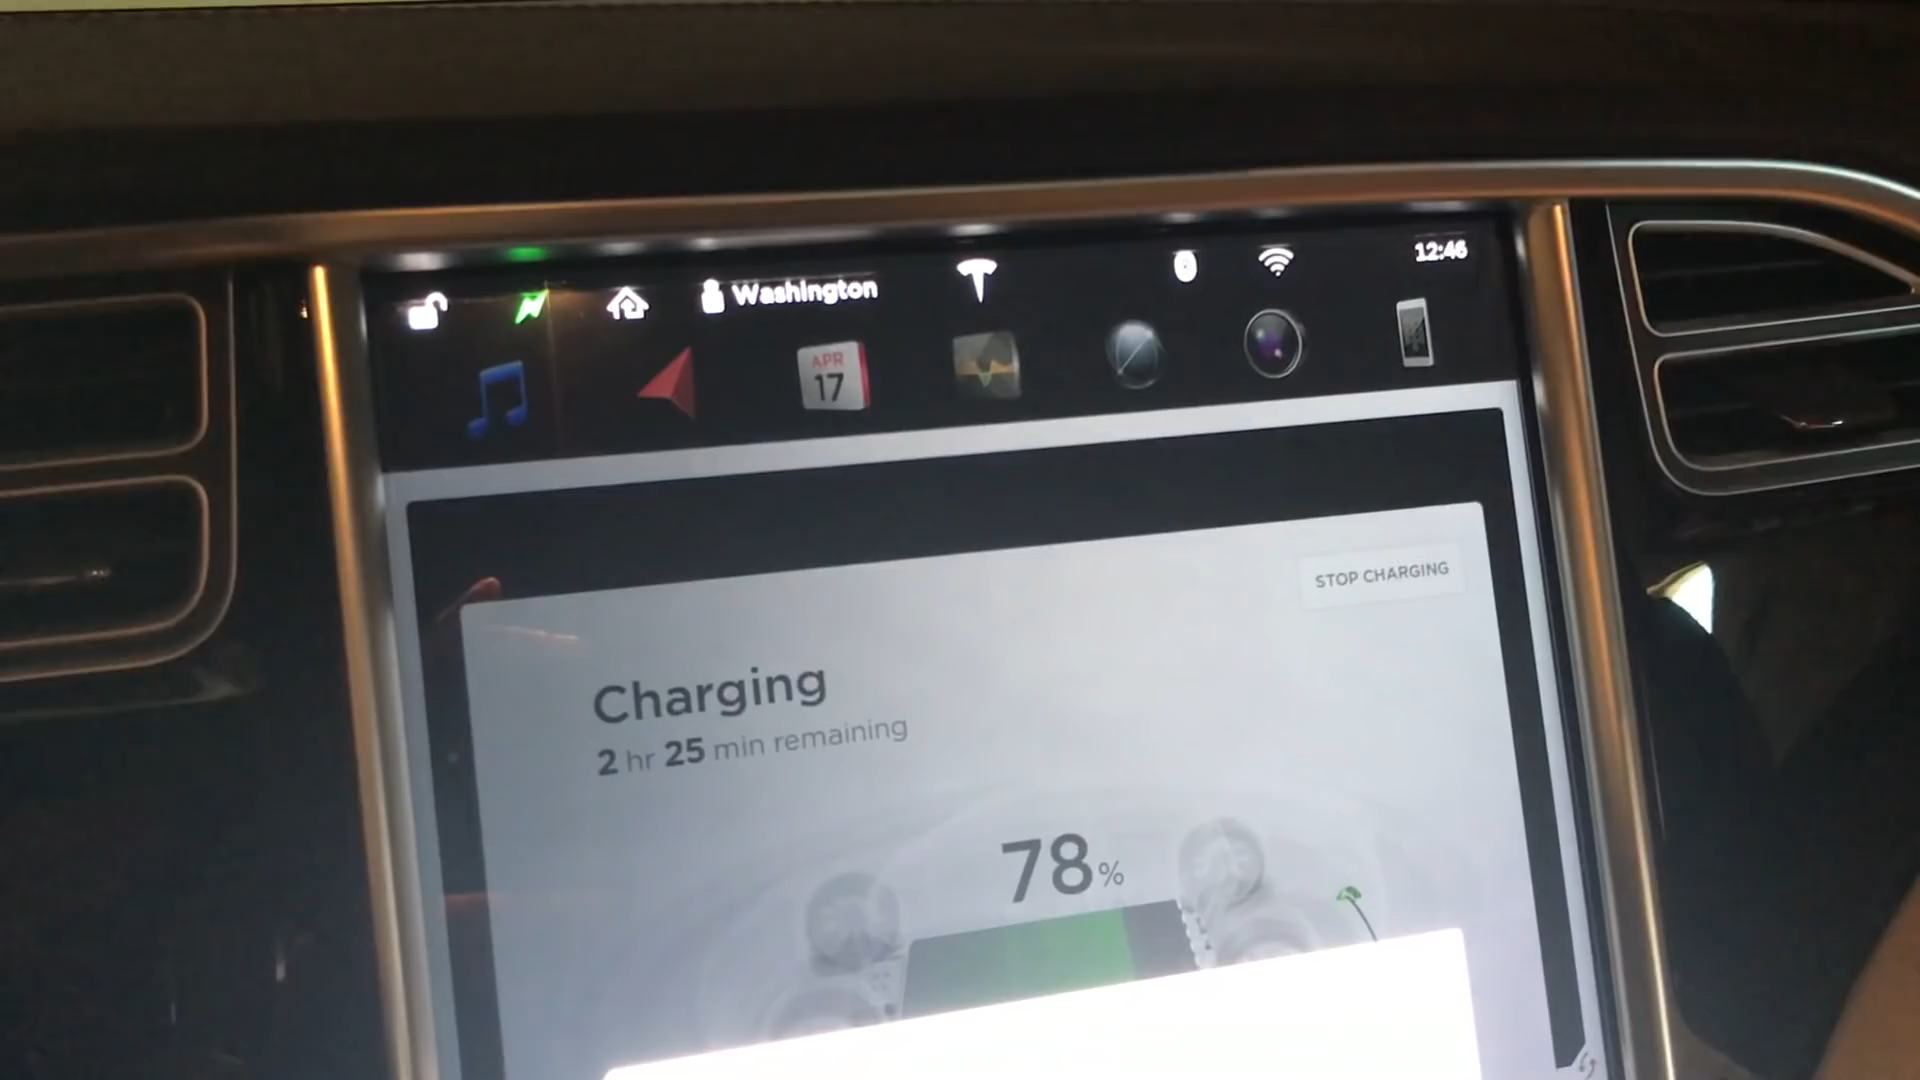 Washington
12:46
APR
17
STOP CHARGING
Charging
2 hr 25 min remaining
78%